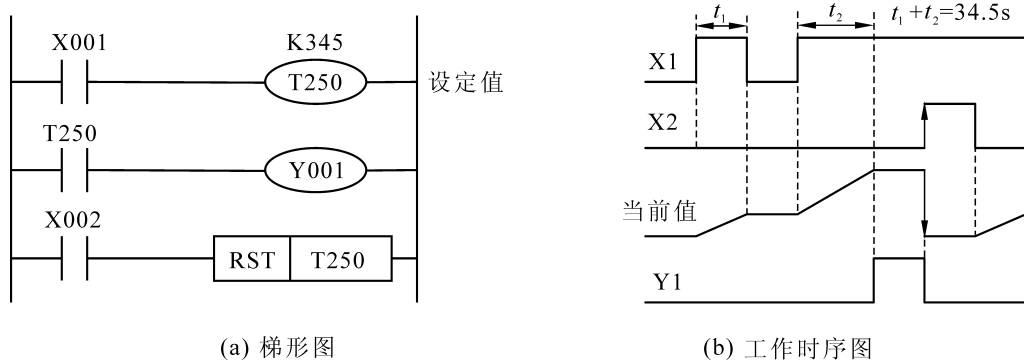 X001
K345
T250
设定值
T250
Y001
X002
RST
T250
(a) 梯形图
t₁
t₂
t₁+t₂=34.5s
X1
X2
当前值
Y1
(b) 工作时序图